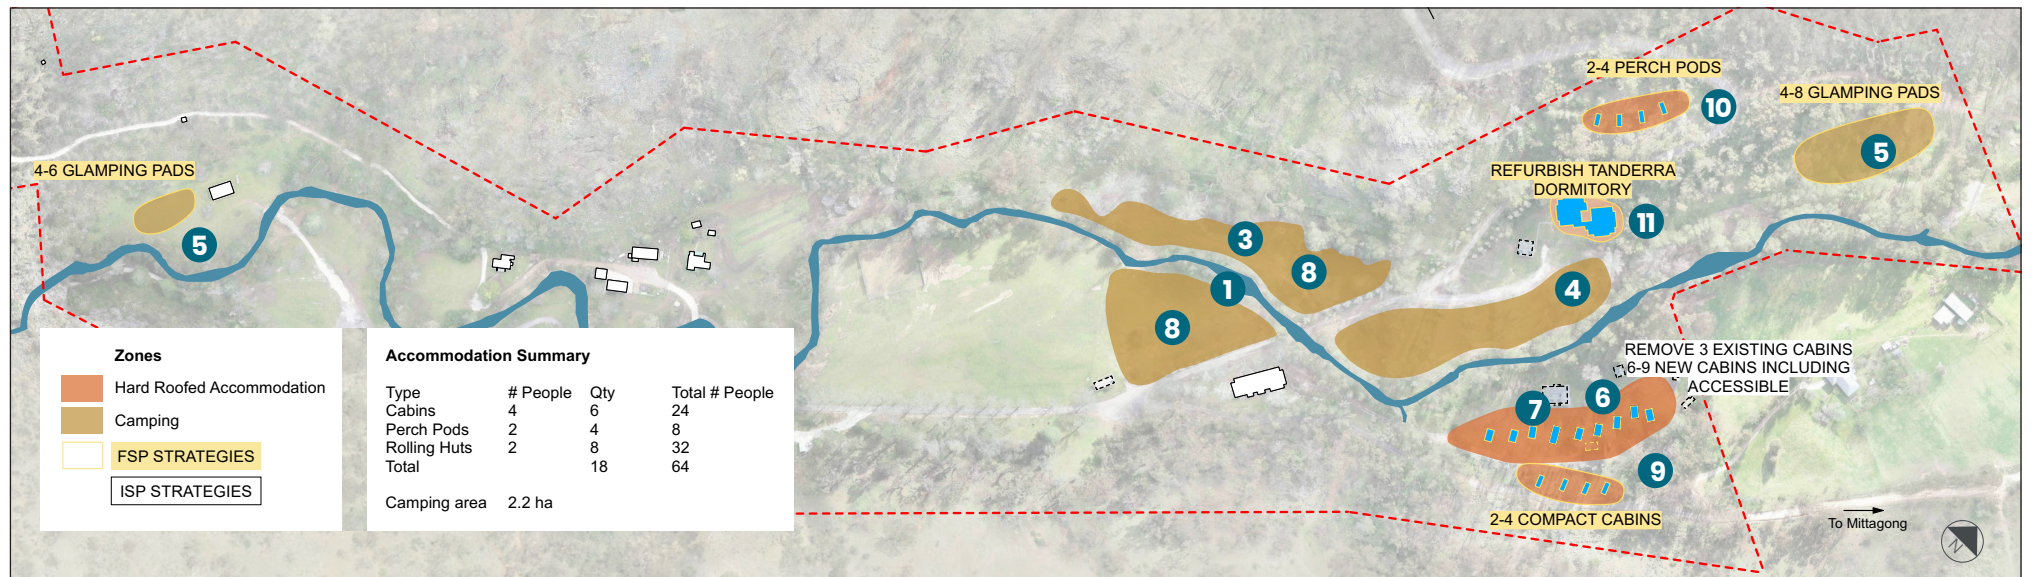 2-4 PERCH PODS
10
4-8 GLAMPING PADS
5
4-6 GLAMPING PADS
5
REFURBISH TANDERRA
DORMITORY
11
3
8
1
8
4
REMOVE 3 EXISTING CABINS
6-9 NEW CABINS INCLUDING
ACCESSIBLE
7
6
9
2-4 COMPACT CABINS
To Mittagong
N
Zones
Hard Roofed Accommodation
Camping
FSP STRATEGIES
ISP STRATEGIES
Accommodation Summary
Type # People Qty Total # People
Cabins 4 6 24
Perch Pods 2 4 8
Rolling Huts 2 8 32
Total 18 64
Camping area 2.2 ha